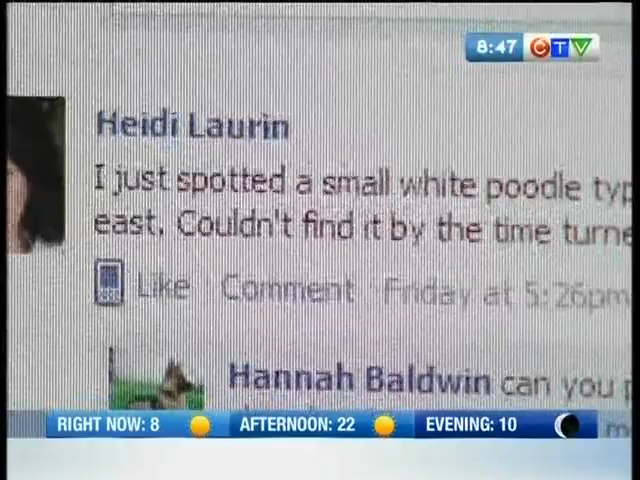 8:47 CTV
Heidi Laurin
I just spotted a small white poodle typ
east. Couldn't find it by the time turne
Like Comment Friday at 5:26pm
Hannah Baldwin can you
RIGHT NOW: 8 AFTERNOON: 22 EVENING: 10